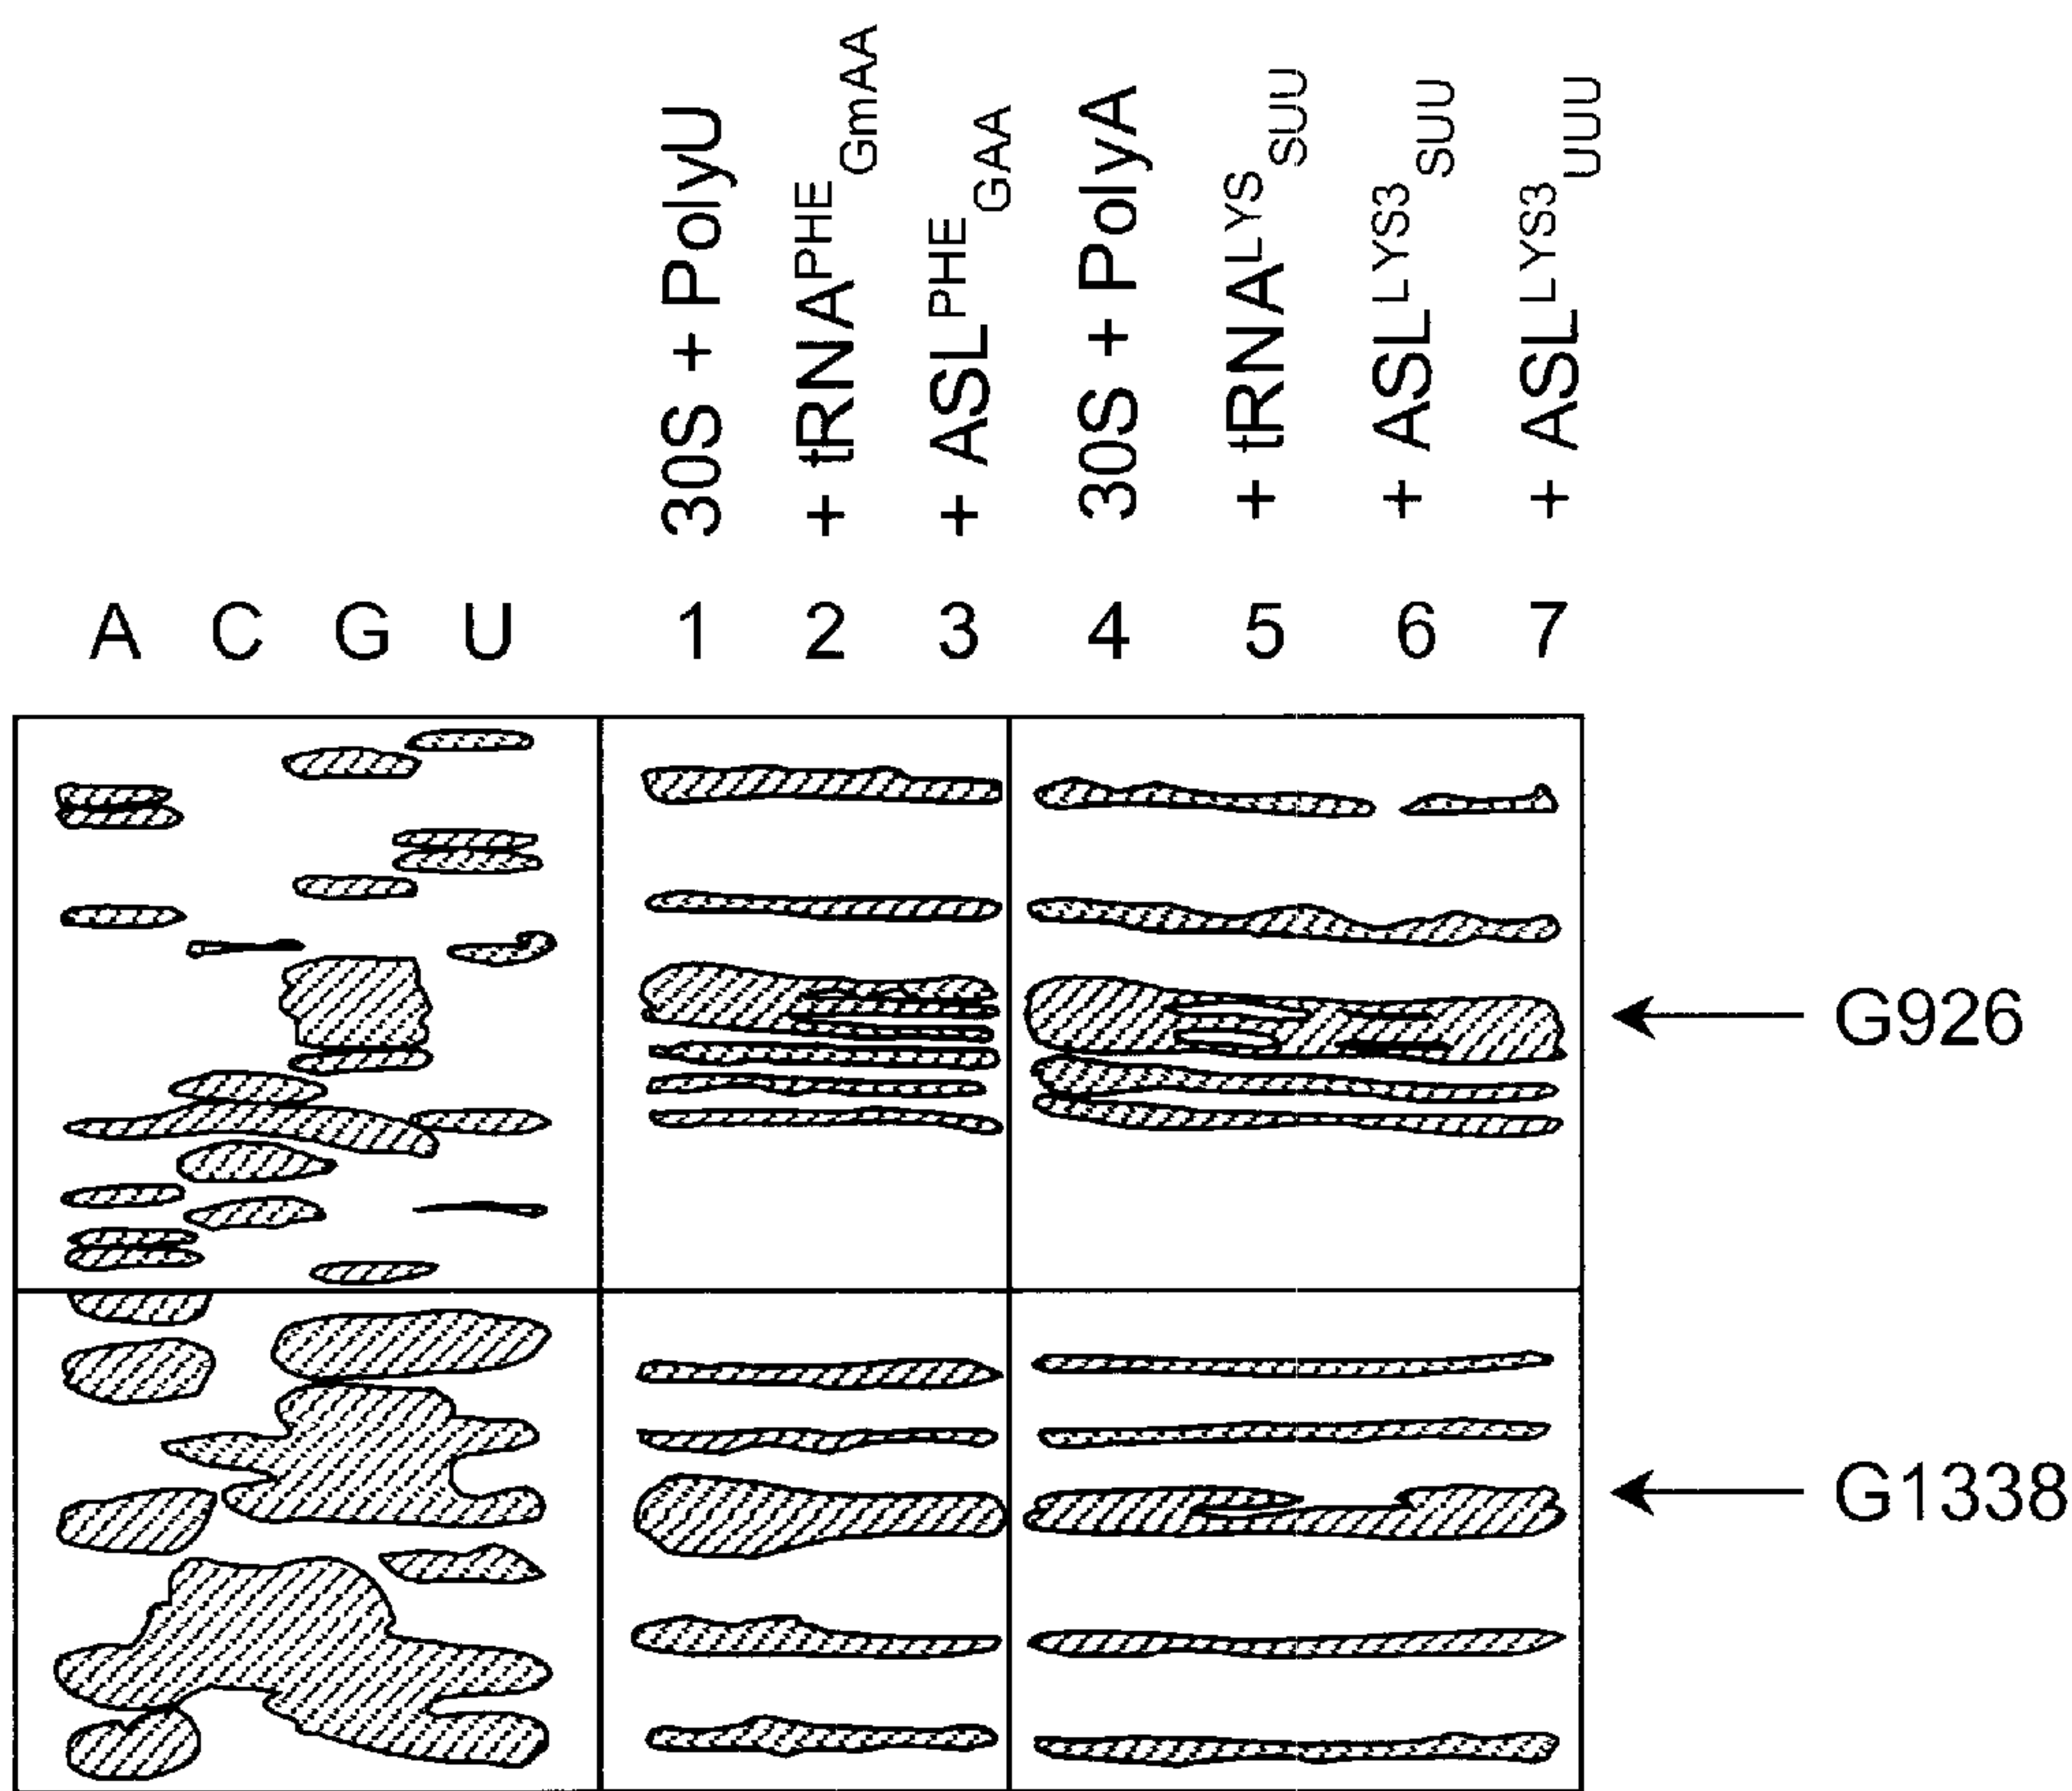 30S + PolyU
+ tRNAPHEGmAA
+ ASLPHEGAA
30S + PolyA
+ tRNALYSSUU
+ ASLLYS3SUU
+ ASLLYS3UUU
A C G U 1 2 3 4 5 6 7
G926
G1338